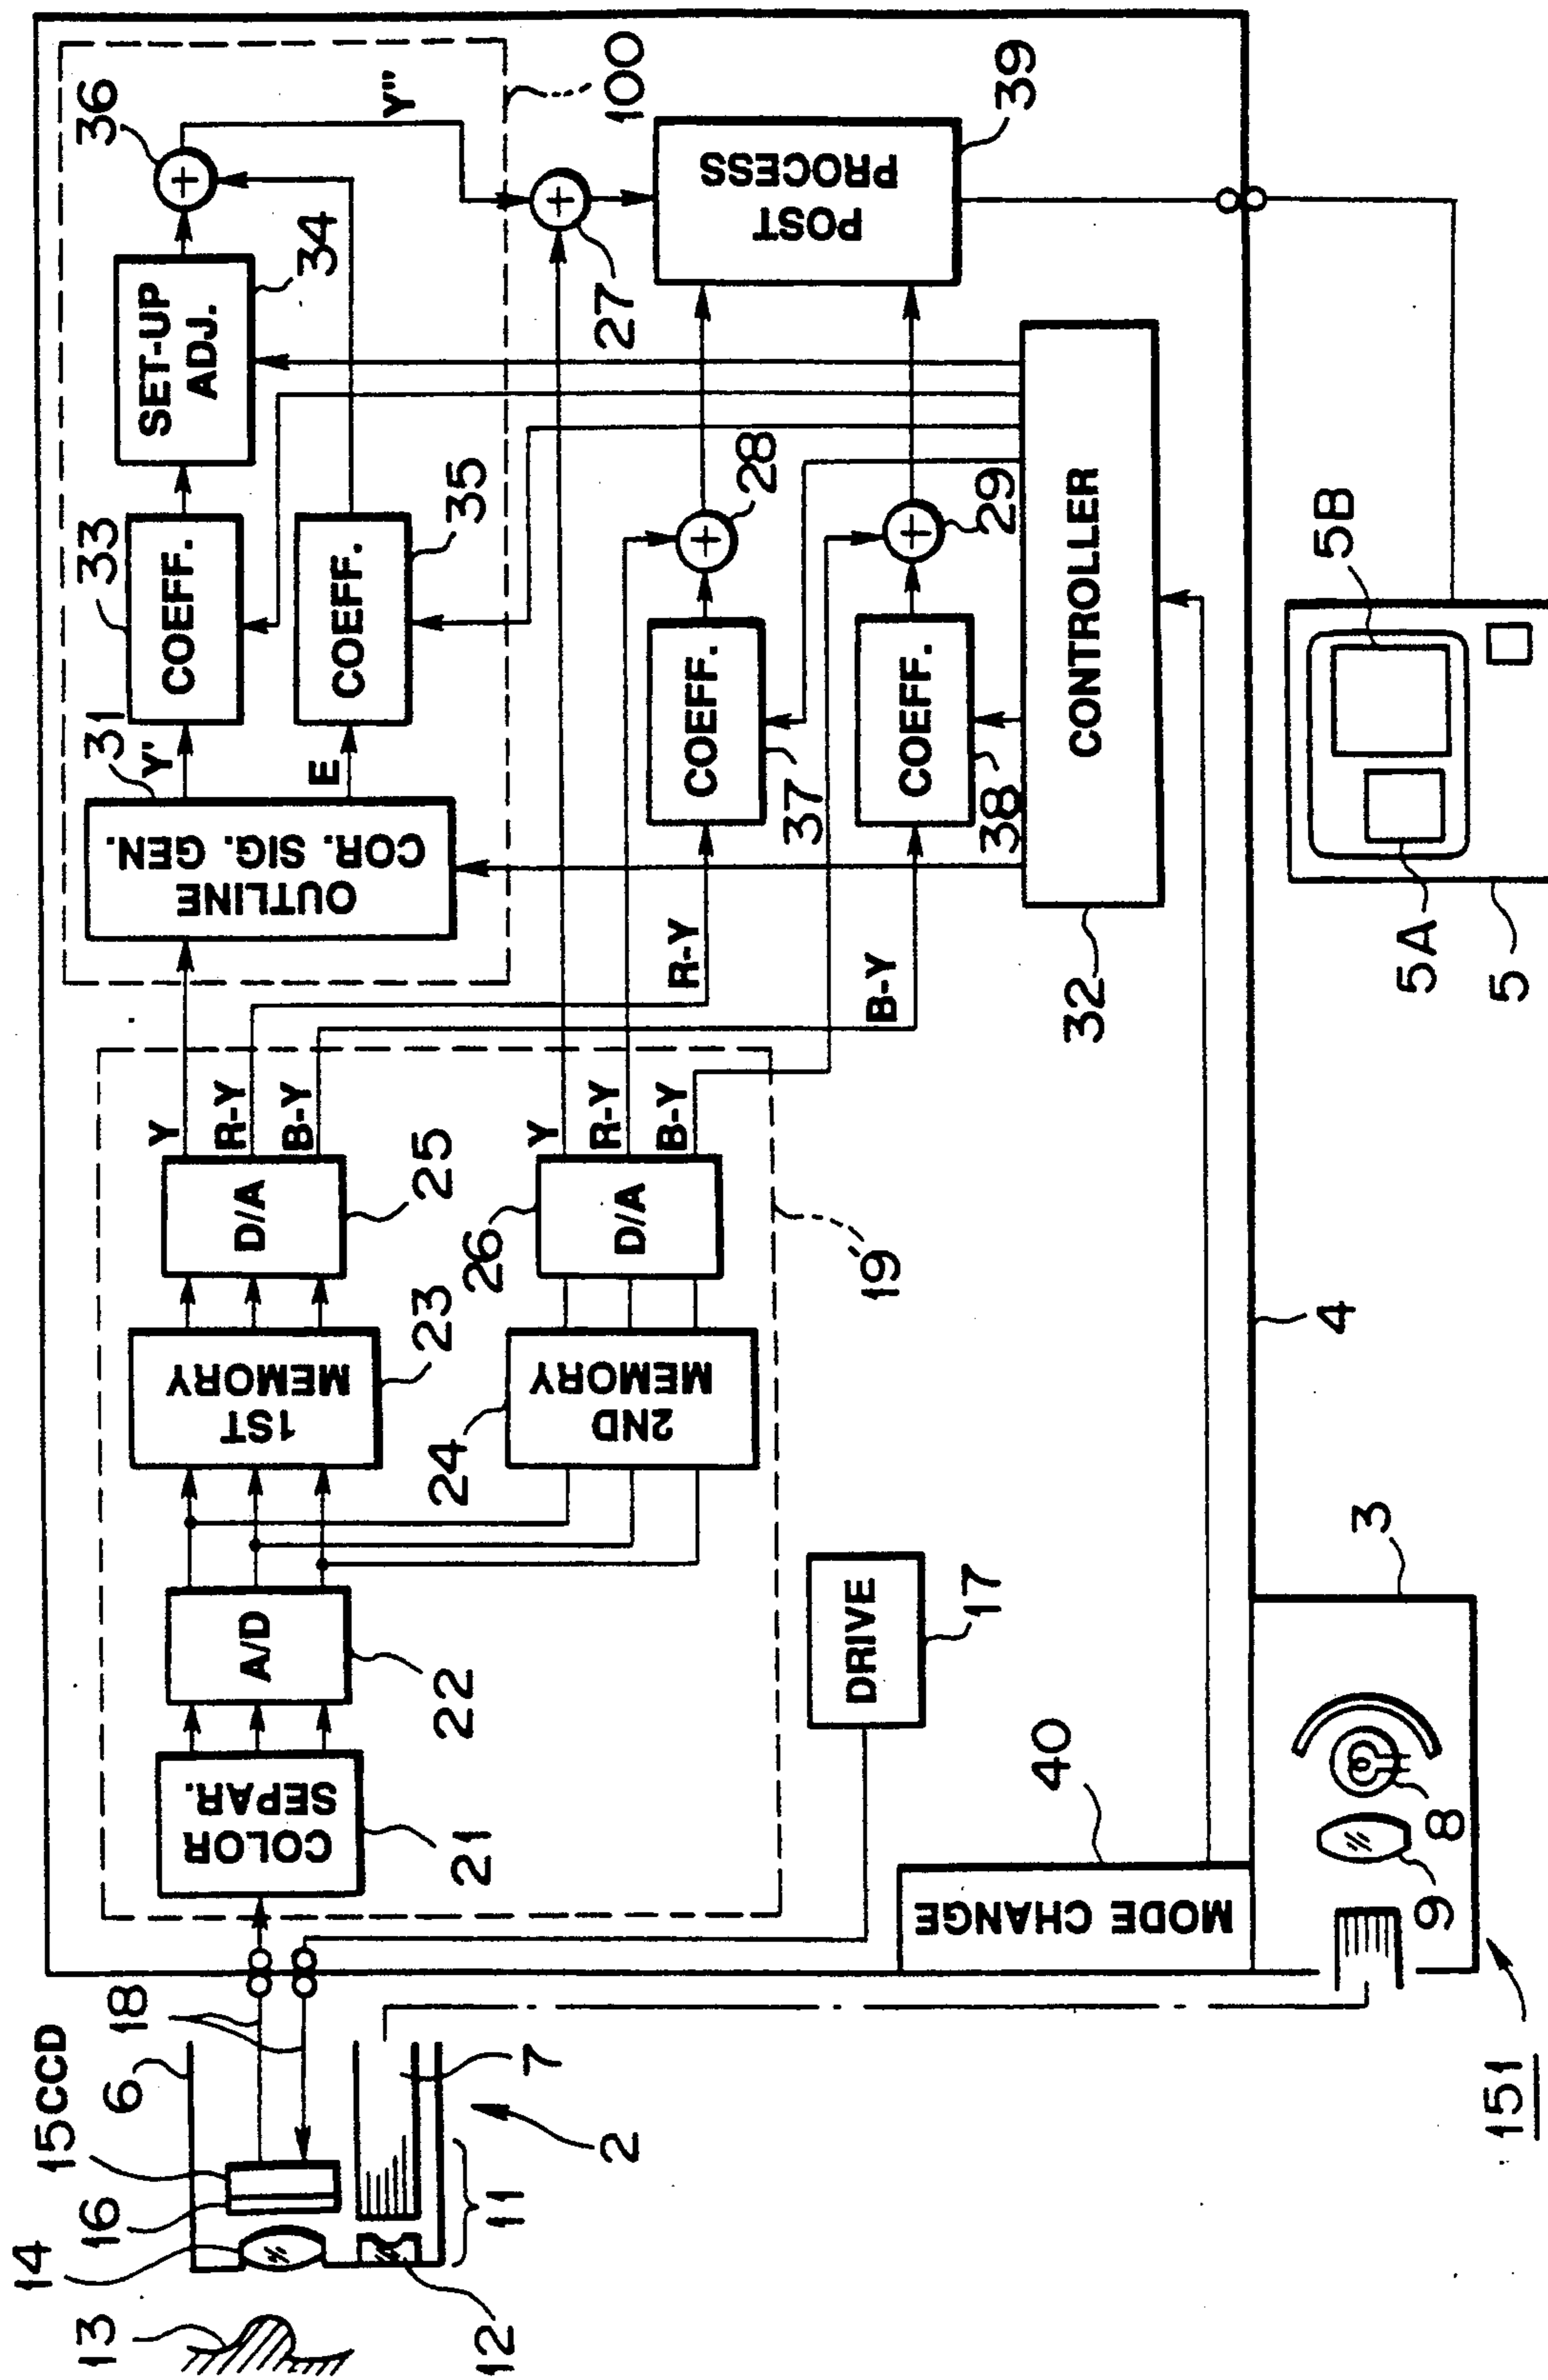 36
Y"
100
39
SET-UP
ADJ.
34
27
POST
PROCESS
33
COEFF.
35
COEFF.
28
29
31
Y'
E
OUTLINE
COR. SIG. GEN.
R-Y
COEFF.
37
B-Y
COEFF.
38
CONTROLLER
32
5B
5A
5
Y
R-Y
B-Y
D/A
25
Y
R-Y
B-Y
D/A
26
19
1ST
MEMORY
23
2ND
MEMORY
24
4
A/D
22
DRIVE
17
3
COLOR
SEPAR.
21
40
MODE CHANGE
8
9
18
15CCD
6
7
2
151
16
14
11
13
12